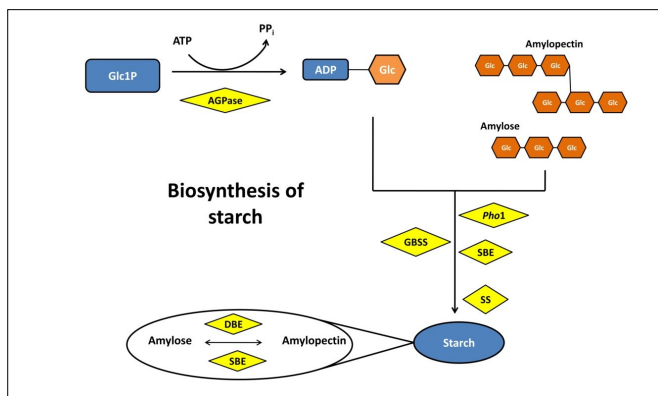 ATP
PPi
Glc1P
AGPase
ADP
Glc
Amylopectin
Glc Glc Glc
Glc Glc Glc
Amylose
Glc Glc Glc
Biosynthesis of
starch
Pho1
GBSS
SBE
SS
DBE
Amylose
Amylopectin
SBE
Starch